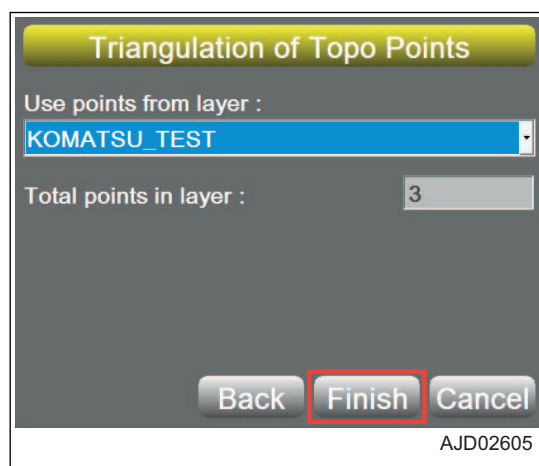 Triangulation of Topo Points
Use points from layer :
KOMATSU_TEST
Total points in layer : 3
Back Finish Cancel
AJD02605